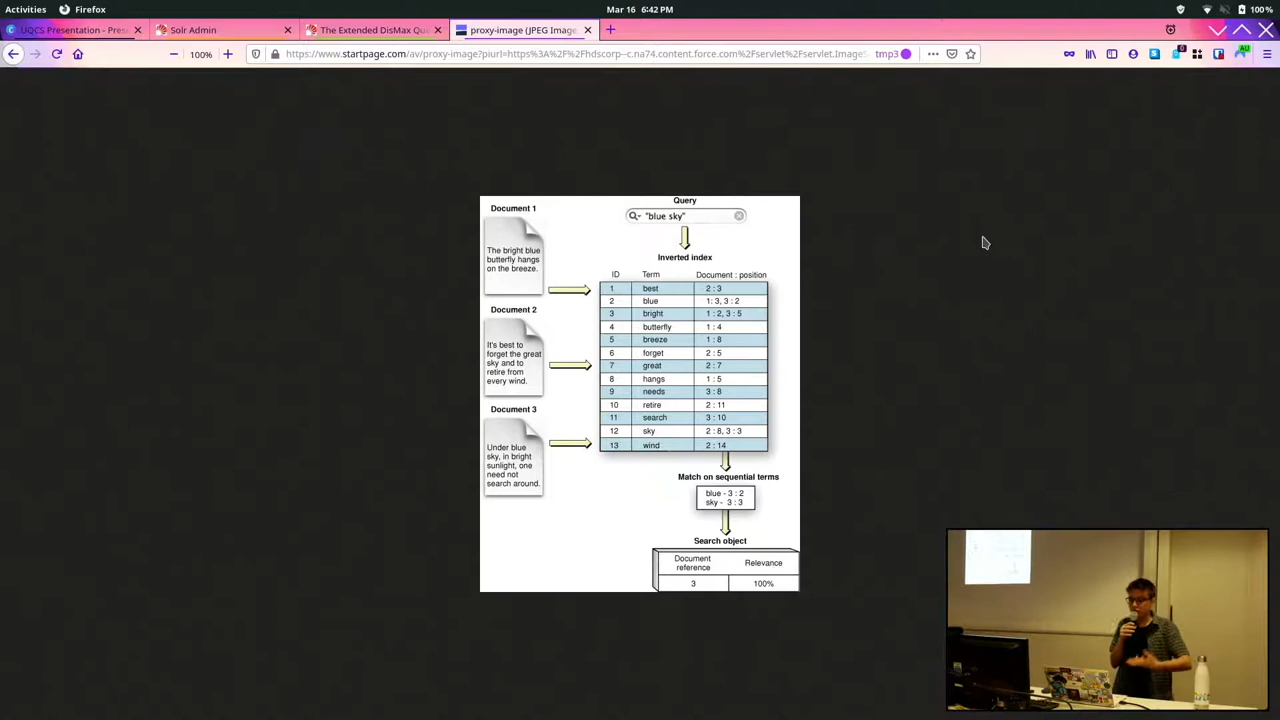 Activities
Firefox
Mar 16 6:42 PM
100%
UQCS Presentation - Pres
Solr Admin
The Extended DisMax Qu
proxy-image (JPEG Image
100%
https://www.startpage.com/av/proxy-image?piurl=https%3A%2F%2Fhdscorp--c.na74.content.force.com%2Fservlet%2Fservlet.Image
tmp3
Document 1
The bright blue
butterfly hangs
on the breeze.
Document 2
It's best to
forget the great
sky and to
retire from
every wind.
Document 3
Under blue
sky, in bright
sunlight, one
need not
search around.
Query
"blue sky"
Inverted index
ID Term Document : position
1 best 2 : 3
2 blue 1: 3, 3 : 2
3 bright 1 : 2, 3 : 5
4 butterfly 1 : 4
5 breeze 1 : 8
6 forget 2 : 5
7 great 2 : 7
8 hangs 1 : 5
9 needs 3 : 8
10 retire 2 : 11
11 search 3 : 10
12 sky 2 : 8, 3 : 3
13 wind 2 : 14
Match on sequential terms
blue - 3 : 2
sky - 3 : 3
Search object
Document
reference
Relevance
3 100%